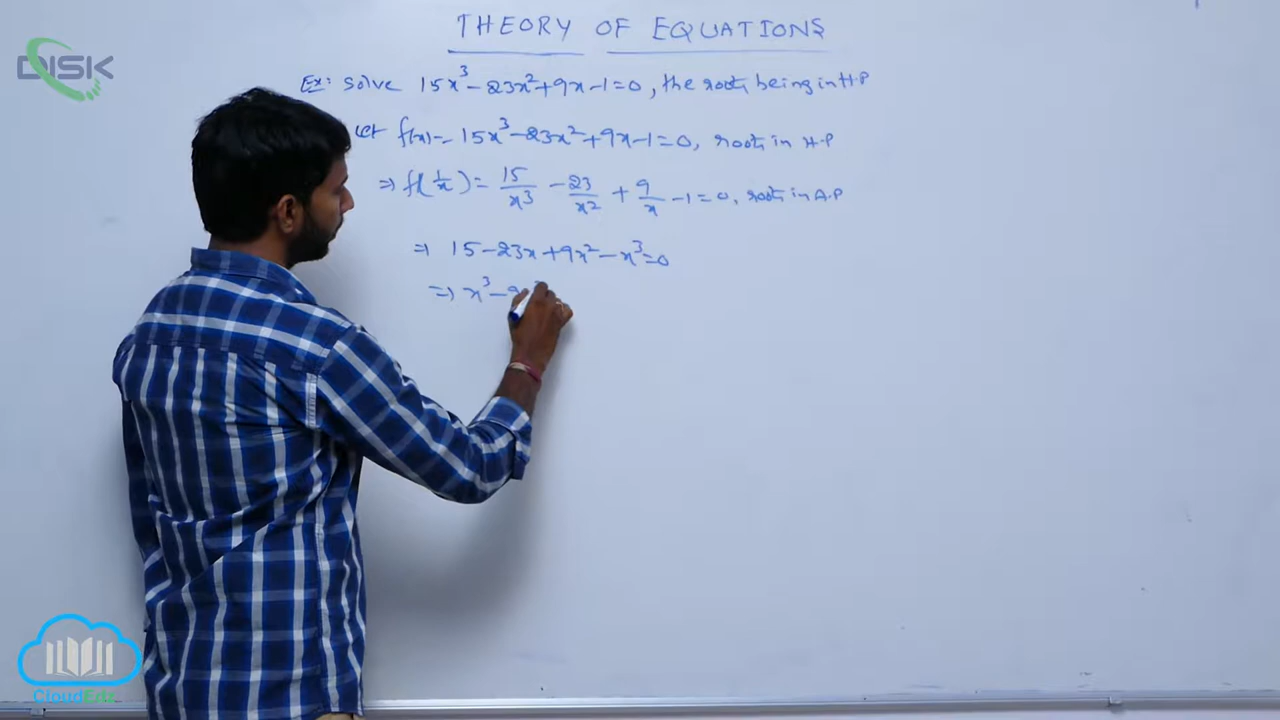 THEORY OF EQUATIONS
DISK
Ex: Solve 15x³ - 23x² + 9x - 1 = 0, the roots being in H.P
Let f(x) = 15x³ - 23x² + 9x - 1 = 0, roots in H.P
⇒ f(1/x) = 15/x³ - 23/x² + 9/x - 1 = 0, roots in A.P
⇒ 15 - 23x + 9x² - x³ = 0
⇒ x³ - 9
CloudEdz